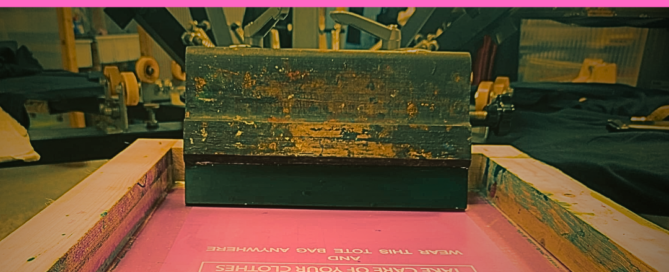 TAKE CARE OF YOUR CLOTHES
AND
WEAR THIS TOTE BAG ANYWHERE